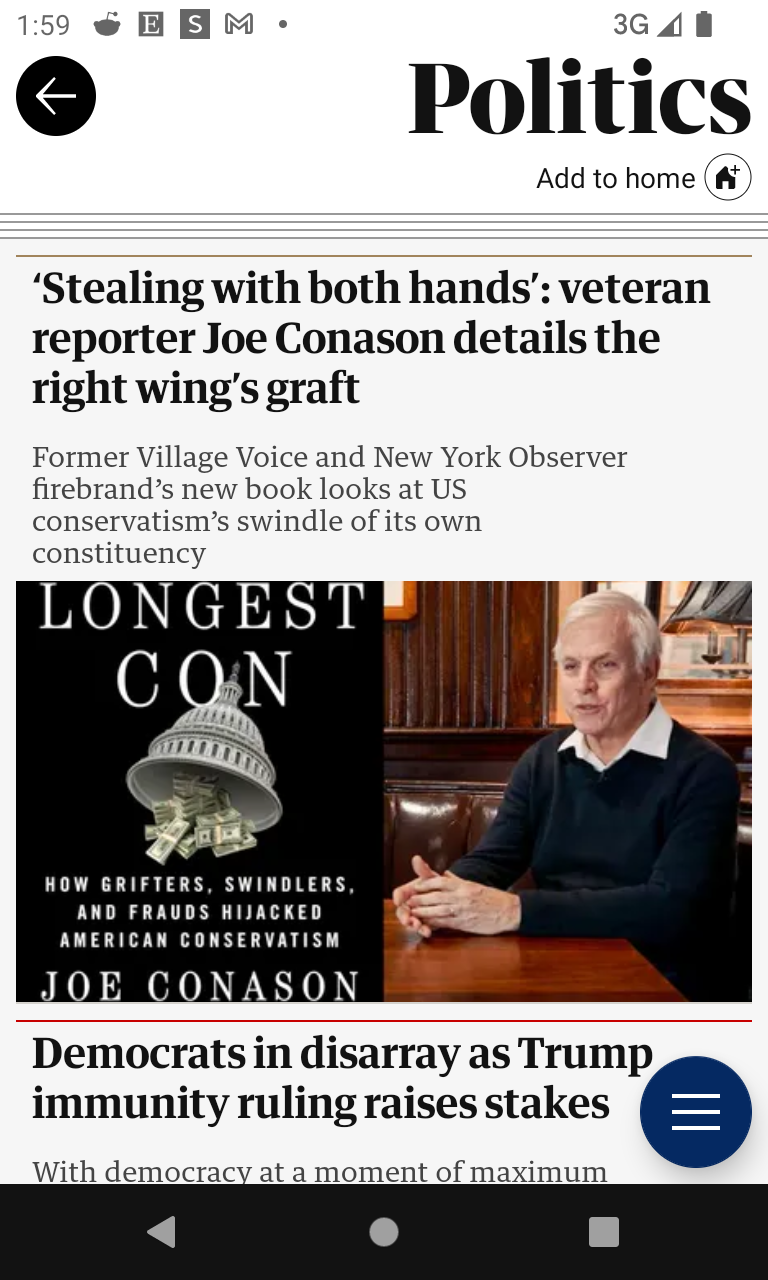 1:59
3G
Politics
Add to home
‘Stealing with both hands’: veteran
reporter Joe Conason details the
right wing’s graft
Former Village Voice and New York Observer
firebrand’s new book looks at US
conservatism’s swindle of its own
constituency
LONGEST
CON
HOW GRIFTERS, SWINDLERS,
AND FRAUDS HIJACKED
AMERICAN CONSERVATISM
JOE CONASON
Democrats in disarray as Trump
immunity ruling raises stakes
With democracy at a moment of maximum